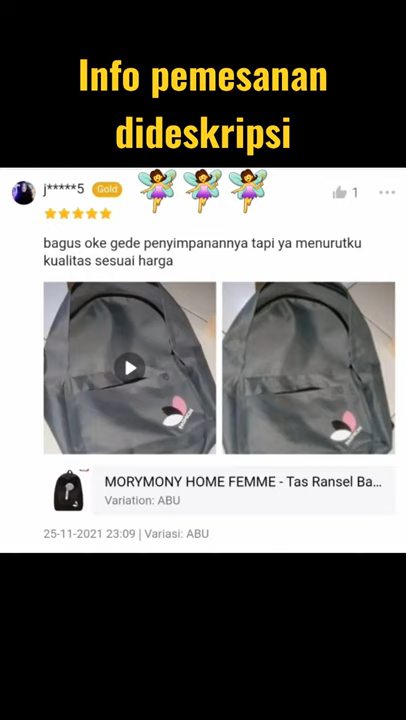 Info pemesanan
dideskripsi
j*****5 Gold
1
bagus oke gede penyimpanannya tapi ya menurutku
kualitas sesuai harga
MORYMONY HOME FEMME - Tas Ransel Ba...
Variation: ABU
25-11-2021 23:09 | Variasi: ABU